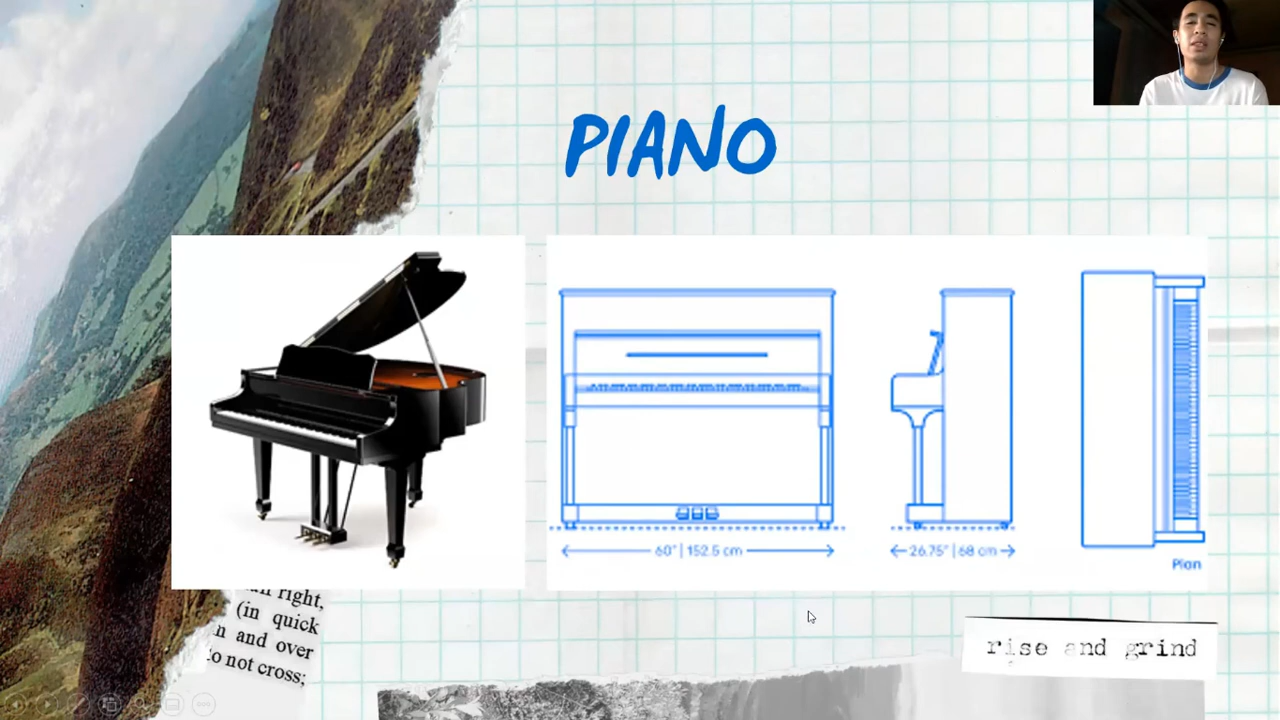 PIANO
60" | 152.5 cm
26.75" | 68 cm
Plan
right,
(in quick
and over
not cross;
rise and grind